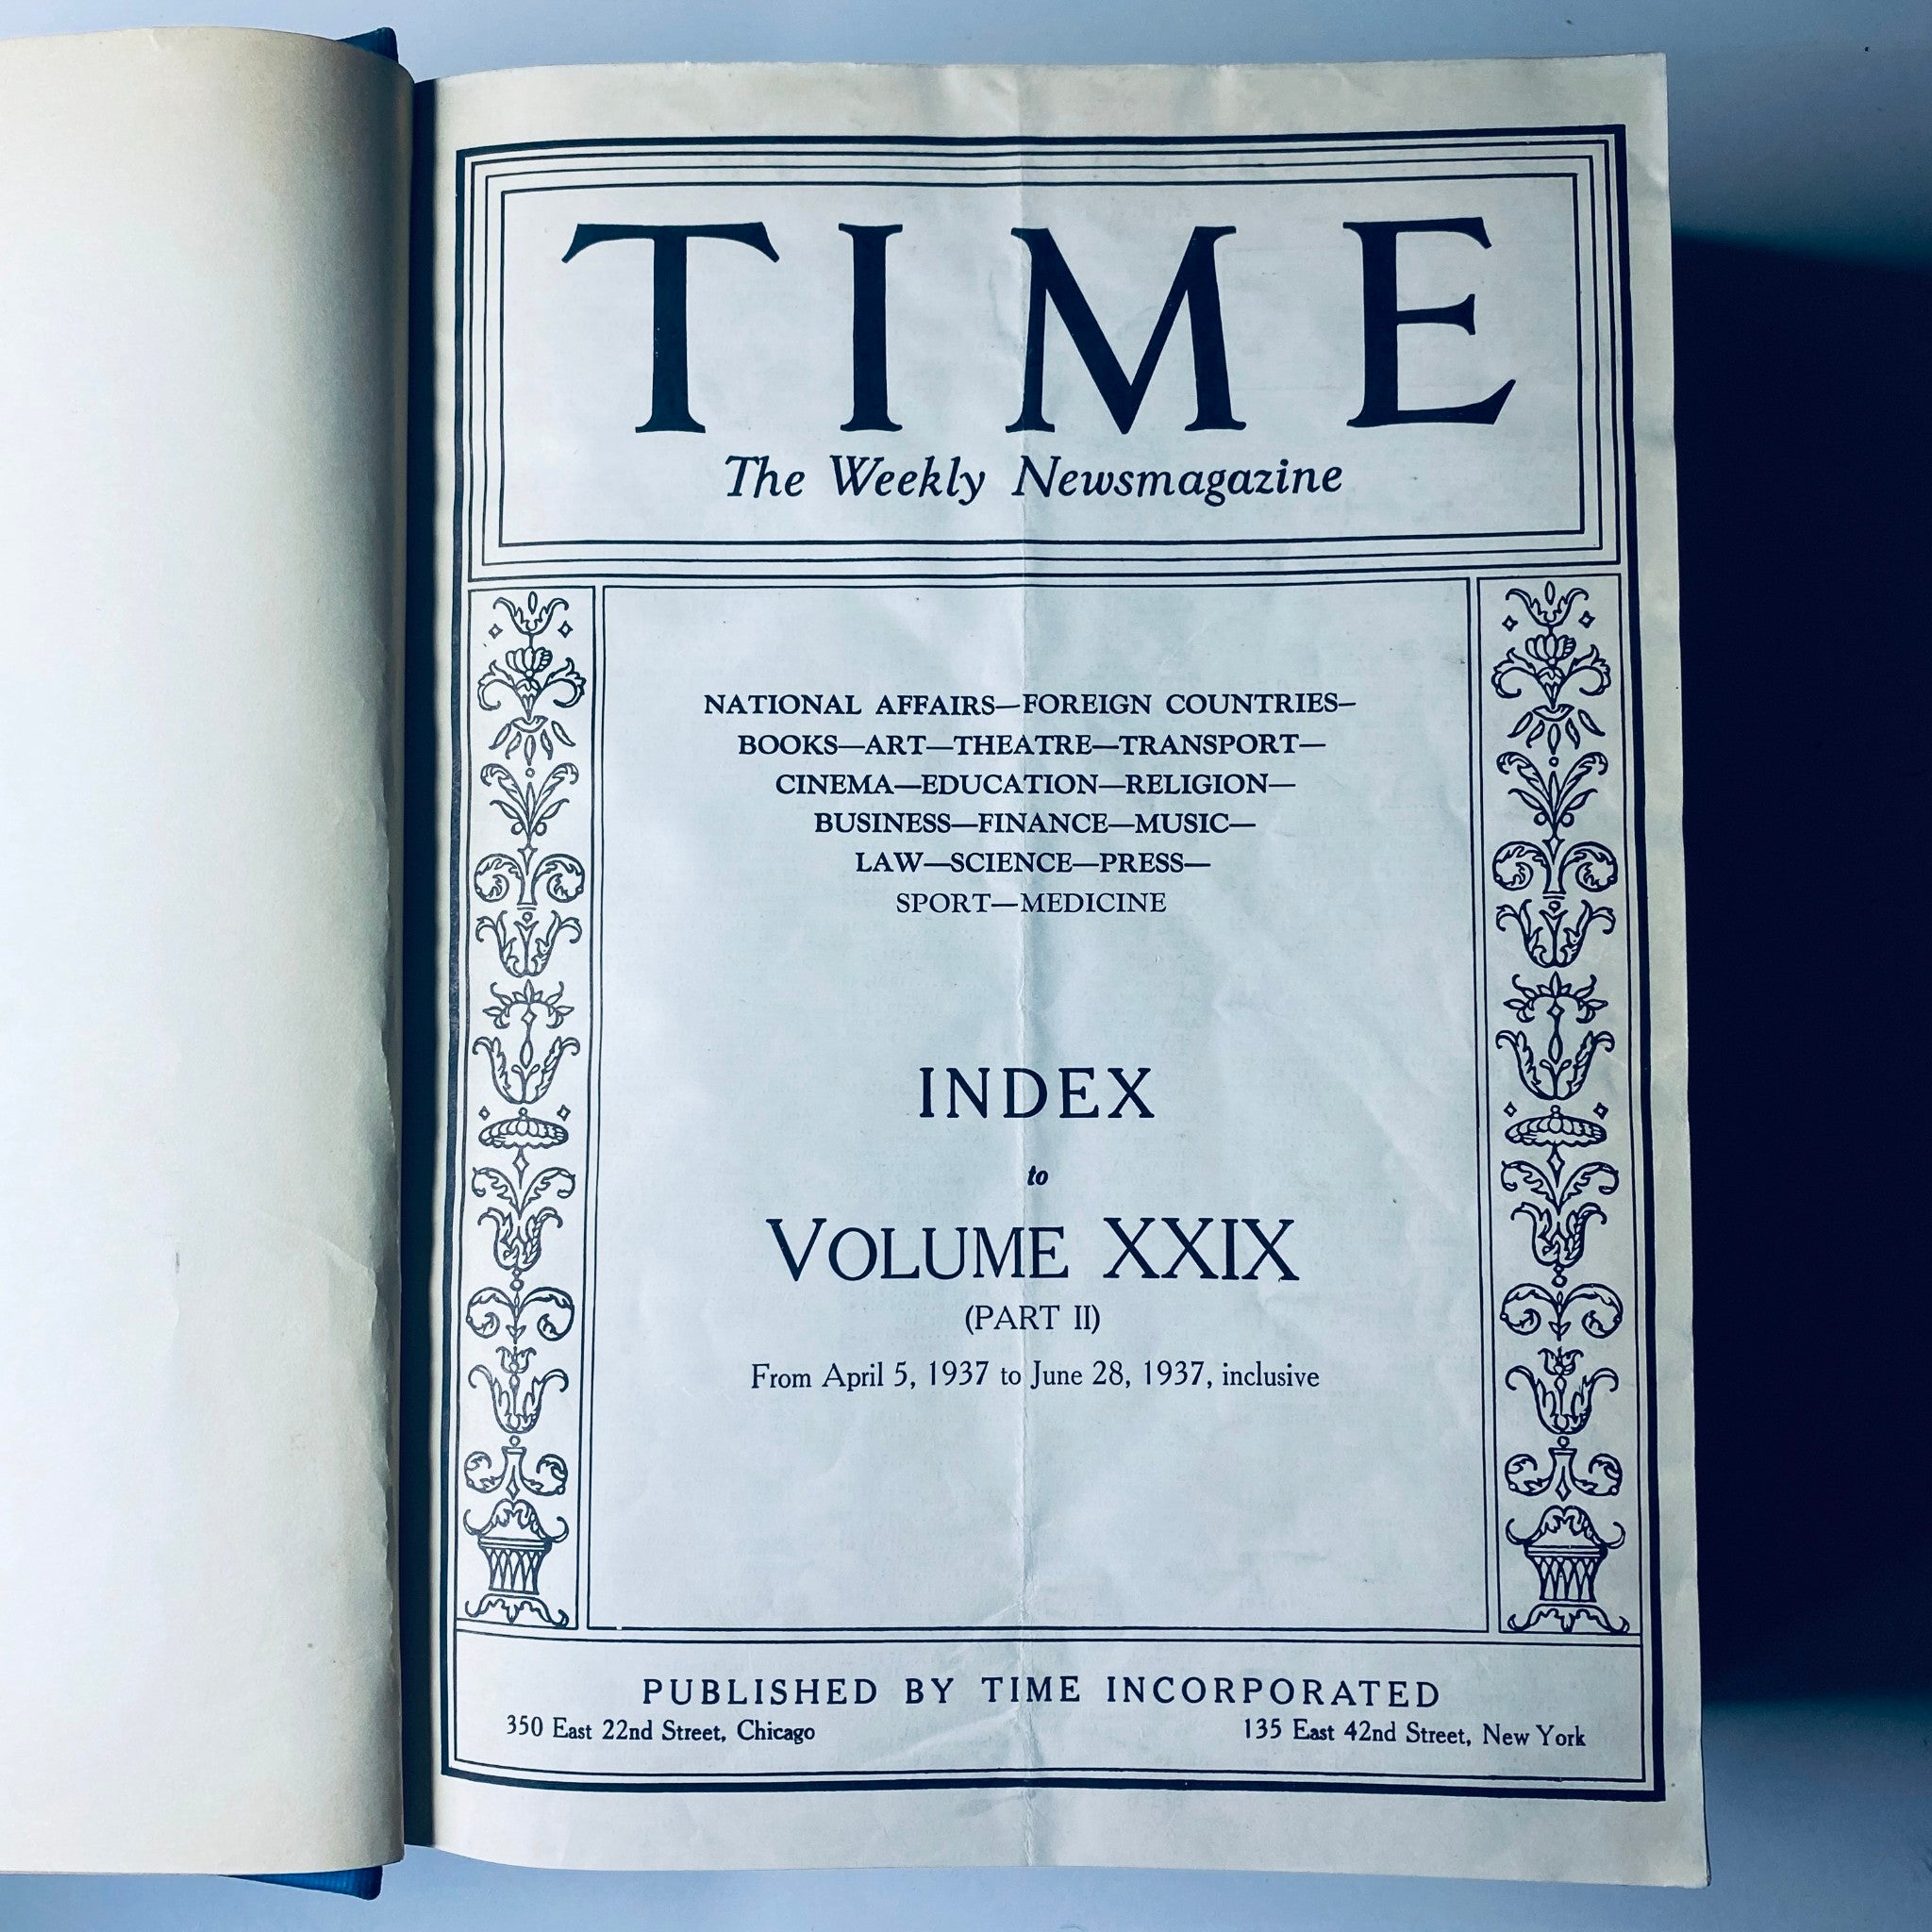 TIME
The Weekly Newsmagazine
NATIONAL AFFAIRS—FOREIGN COUNTRIES—
BOOKS—ART—THEATRE—TRANSPORT—
CINEMA—EDUCATION—RELIGION—
BUSINESS—FINANCE—MUSIC—
LAW—SCIENCE—PRESS—
SPORT—MEDICINE
INDEX
to
VOLUME XXIX
(PART II)
From April 5, 1937 to June 28, 1937, inclusive
PUBLISHED BY TIME INCORPORATED
350 East 22nd Street, Chicago
135 East 42nd Street, New York